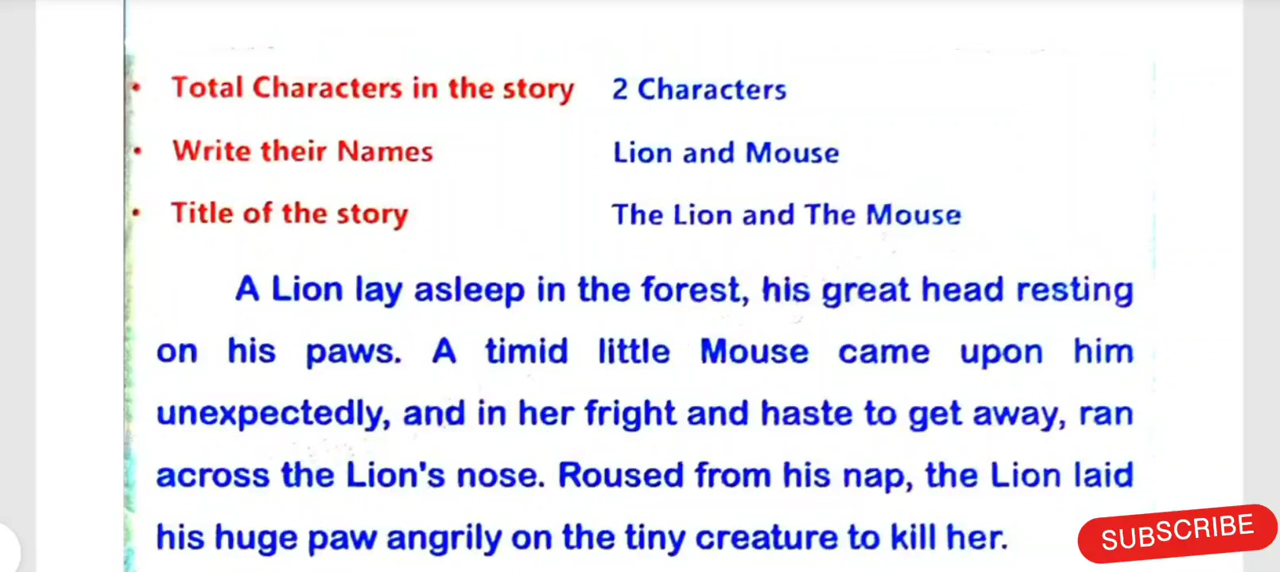 • Total Characters in the story 2 Characters
• Write their Names Lion and Mouse
• Title of the story The Lion and The Mouse
A Lion lay asleep in the forest, his great head resting
on his paws. A timid little Mouse came upon him
unexpectedly, and in her fright and haste to get away, ran
across the Lion's nose. Roused from his nap, the Lion laid
his huge paw angrily on the tiny creature to kill her.
SUBSCRIBE